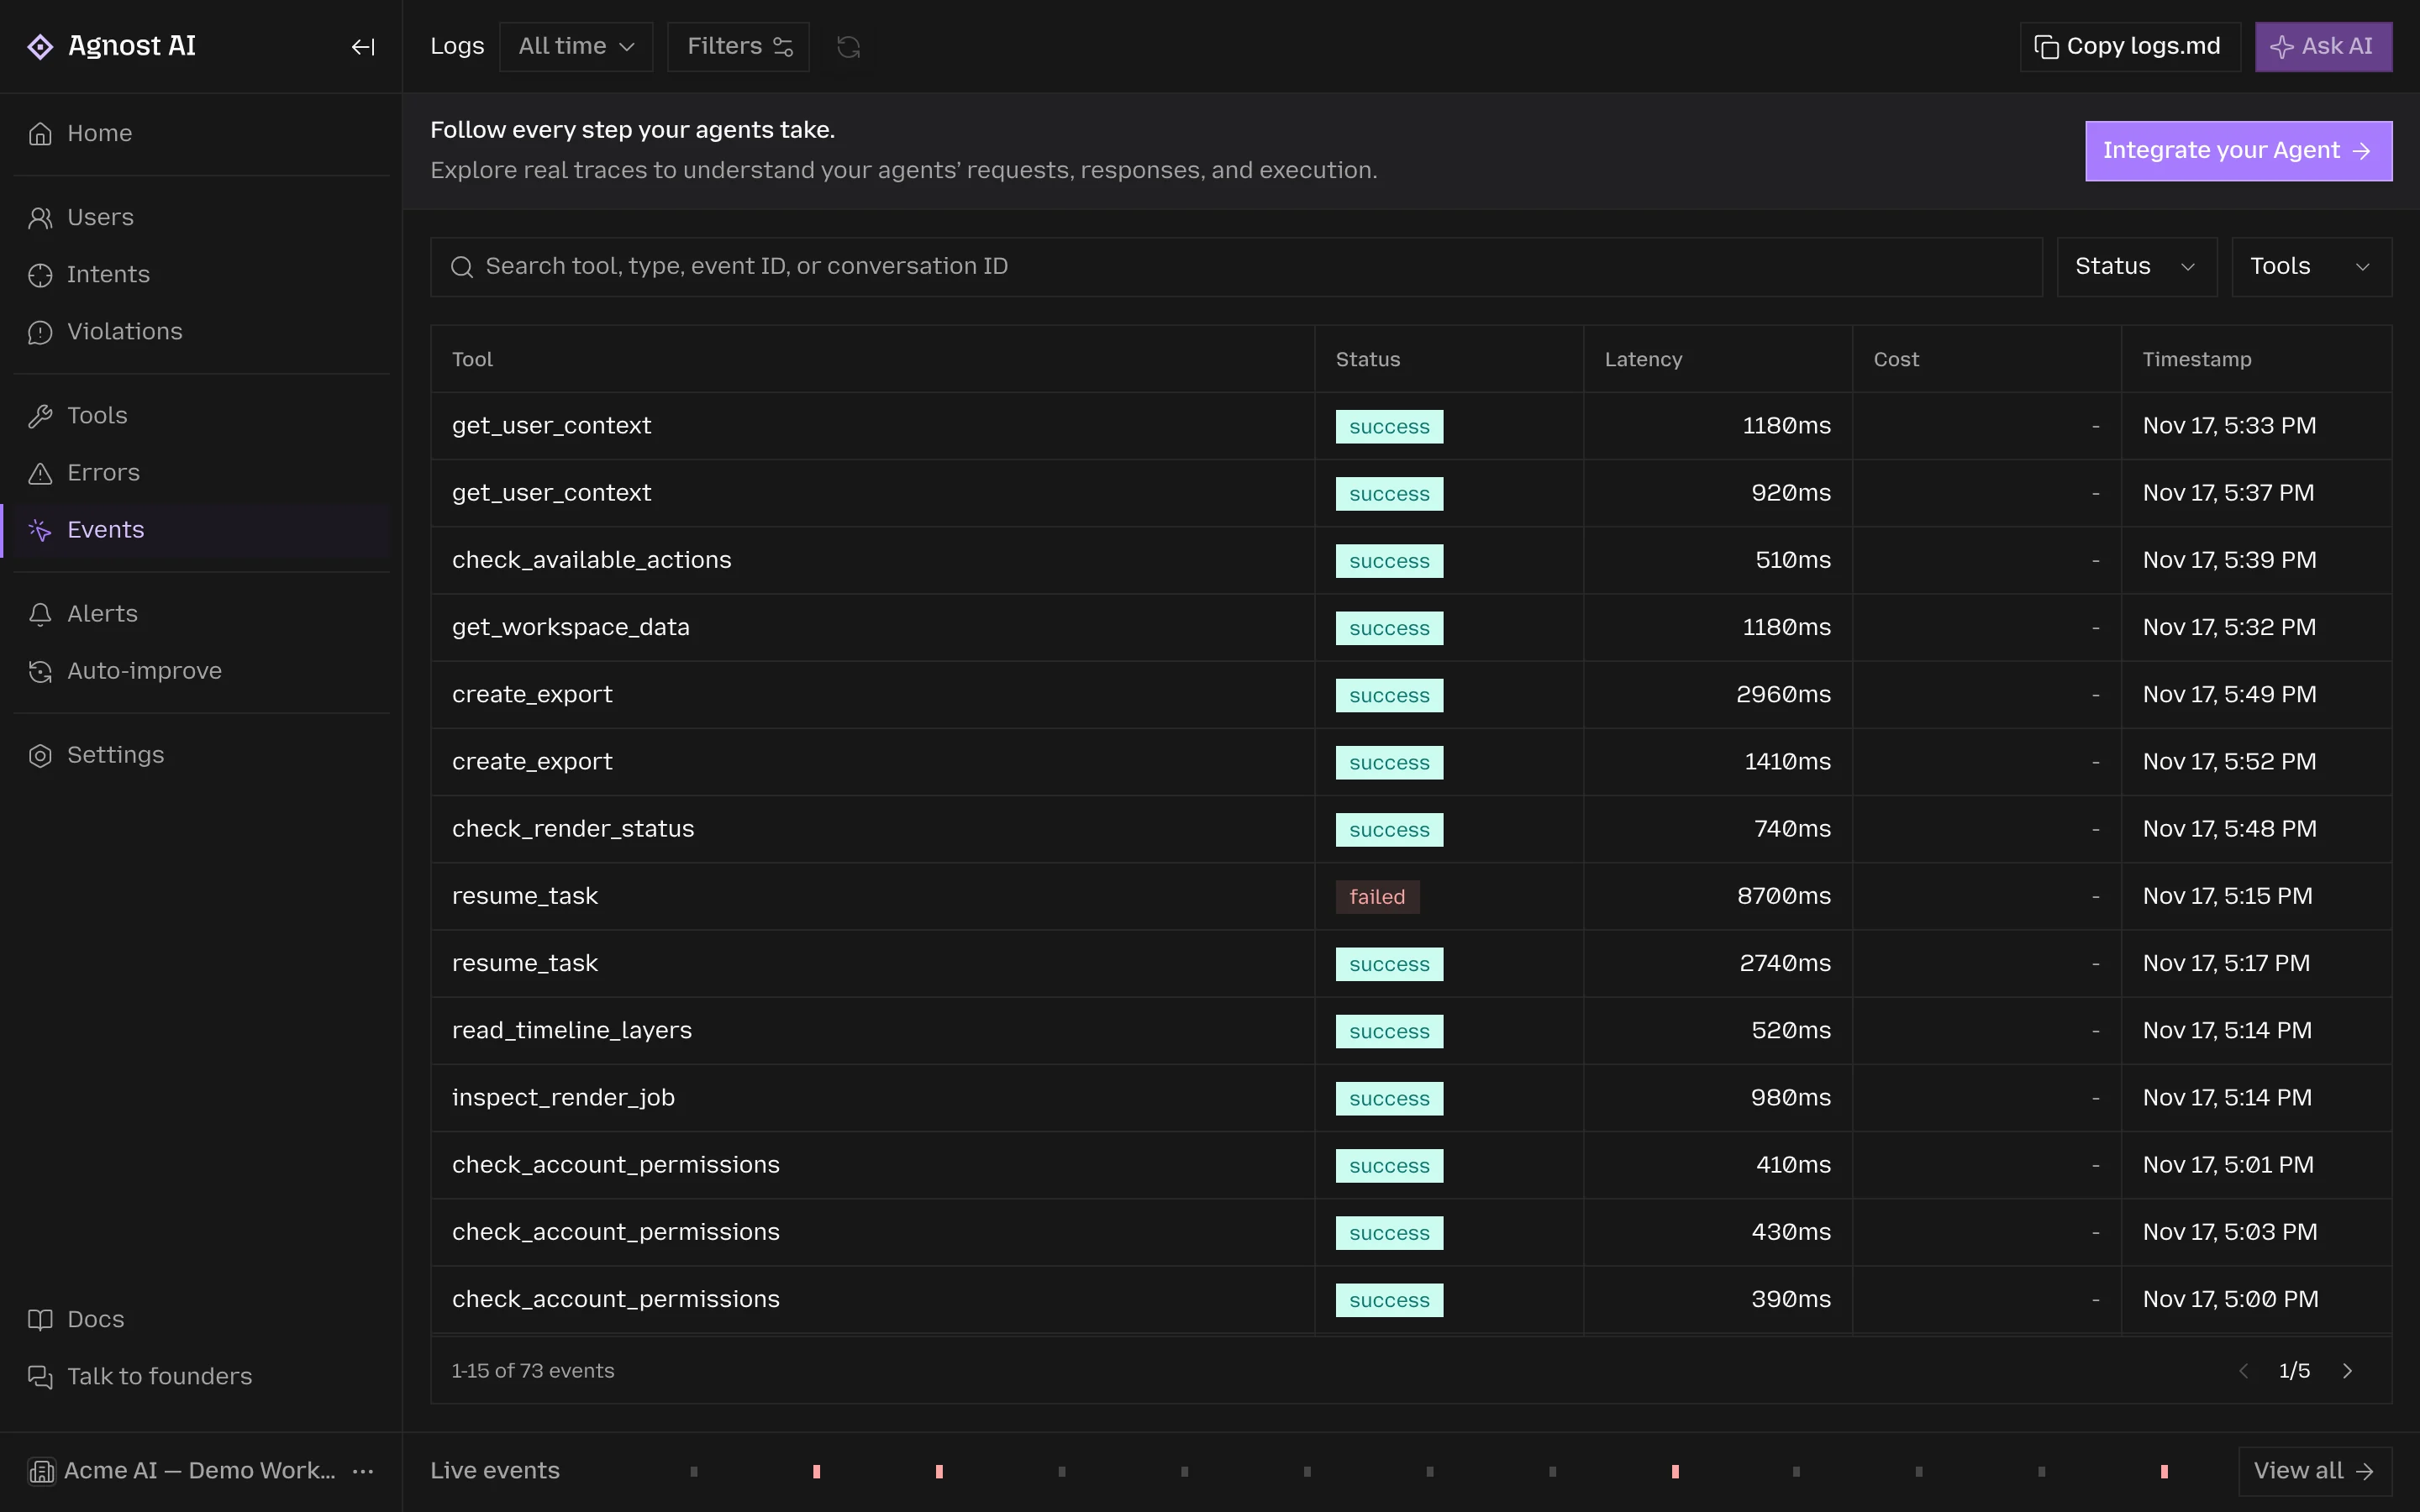 Agnost AI
Home
Users
Intents
Violations
Tools
Errors
Events
Alerts
Auto-improve
Settings
Docs
Talk to founders
Acme AI — Demo Work... ···
Logs All time Filters Copy logs.md Ask AI
Follow every step your agents take.
Explore real traces to understand your agents’ requests, responses, and execution.
Integrate your Agent →
Search tool, type, event ID, or conversation ID Status Tools
Tool Status Latency Cost Timestamp
get_user_context success 1180ms - Nov 17, 5:33 PM
get_user_context success 920ms - Nov 17, 5:37 PM
check_available_actions success 510ms - Nov 17, 5:39 PM
get_workspace_data success 1180ms - Nov 17, 5:32 PM
create_export success 2960ms - Nov 17, 5:49 PM
create_export success 1410ms - Nov 17, 5:52 PM
check_render_status success 740ms - Nov 17, 5:48 PM
resume_task failed 8700ms - Nov 17, 5:15 PM
resume_task success 2740ms - Nov 17, 5:17 PM
read_timeline_layers success 520ms - Nov 17, 5:14 PM
inspect_render_job success 980ms - Nov 17, 5:14 PM
check_account_permissions success 410ms - Nov 17, 5:01 PM
check_account_permissions success 430ms - Nov 17, 5:03 PM
check_account_permissions success 390ms - Nov 17, 5:00 PM
1-15 of 73 events 1/5
Live events View all →